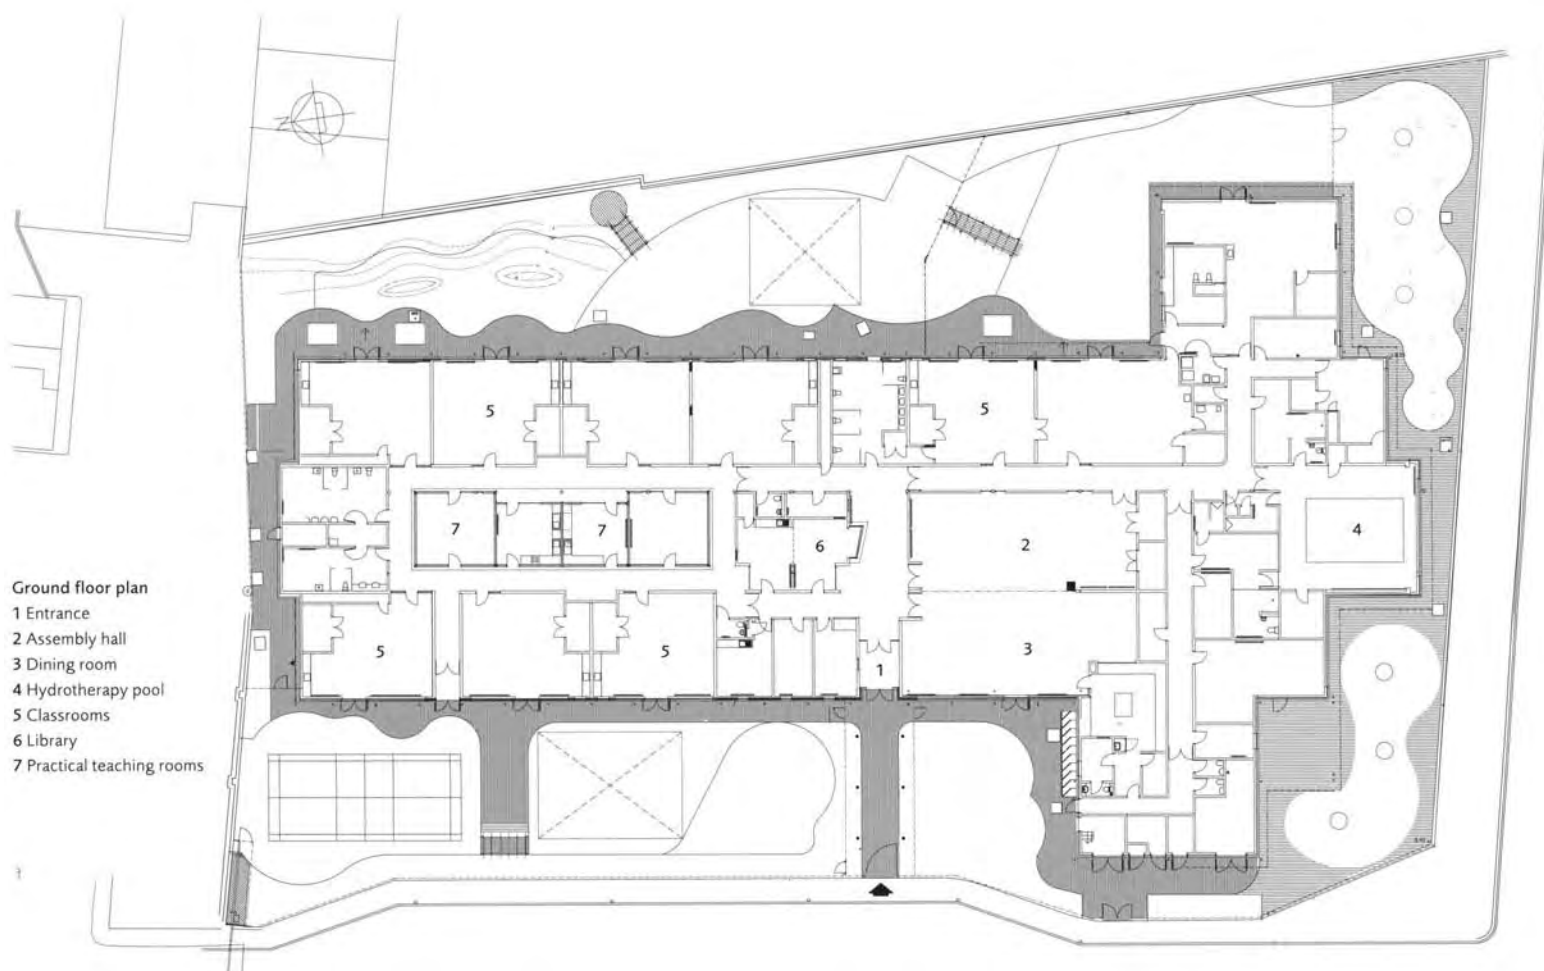 N
5
5
7
7
6
2
4
Ground floor plan
1 Entrance
2 Assembly hall
3 Dining room
4 Hydrotherapy pool
5 Classrooms
6 Library
7 Practical teaching rooms
5
5
1
3